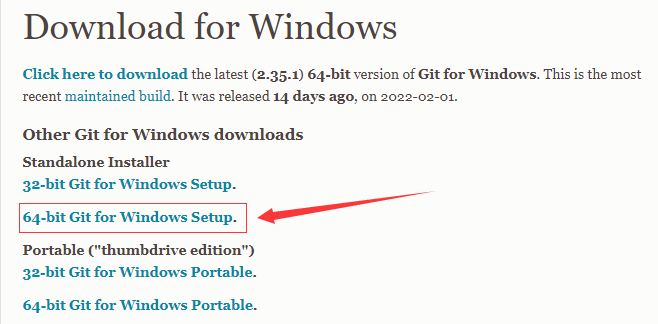 Download for Windows
Click here to download the latest (2.35.1) 64-bit version of Git for Windows. This is the most
recent maintained build. It was released 14 days ago, on 2022-02-01.
Other Git for Windows downloads
Standalone Installer
32-bit Git for Windows Setup.
64-bit Git for Windows Setup.
Portable ("thumbdrive edition")
32-bit Git for Windows Portable.
64-bit Git for Windows Portable.